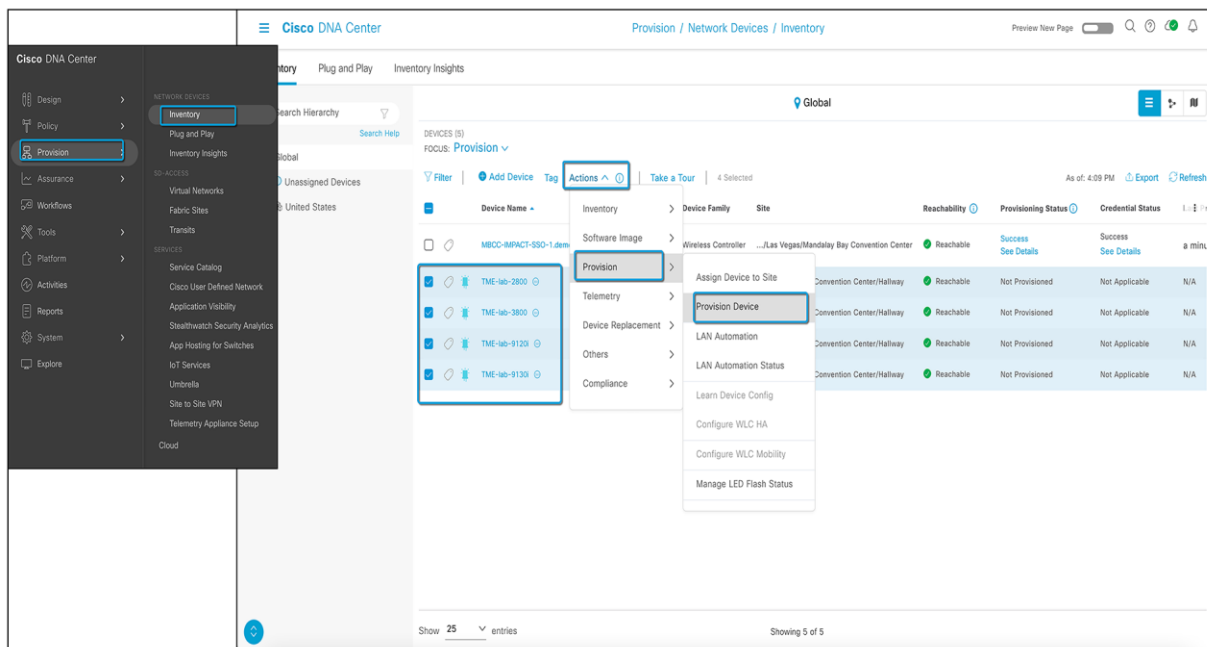 Cisco DNA Center
Provision / Network Devices / Inventory
Preview New Page
Cisco DNA Center
Design
Policy
Provision
Assurance
Workflows
Tools
Platform
Activities
Reports
System
Explore
NETWORK DEVICES
Inventory
Plug and Play
Inventory Insights
SD-ACCESS
Virtual Networks
Fabric Sites
Transits
SERVICES
Service Catalog
Cisco User Defined Network
Application Visibility
Stealthwatch Security Analytics
App Hosting for Switches
IoT Services
Umbrella
Site to Site VPN
Telemetry Appliance Setup
Cloud
ntory Plug and Play Inventory Insights
earch Hierarchy
Search Help
Global
Unassigned Devices
United States
Global
DEVICES (5)
FOCUS: Provision
Filter Add Device Tag Actions Take a Tour 4 Selected As of: 4:09 PM Export Refresh
Device Name Device Family Site Reachability Provisioning Status Credential Status
MBCC-IMPACT-SSO-1.dem Wireless Controller .../Las Vegas/Mandalay Bay Convention Center Reachable Success See Details Success See Details a minu
TME-lab-2800 Convention Center/Hallway Reachable Not Provisioned Not Applicable N/A
TME-lab-3800 Convention Center/Hallway Reachable Not Provisioned Not Applicable N/A
TME-lab-9120i Convention Center/Hallway Reachable Not Provisioned Not Applicable N/A
TME-lab-9130i Convention Center/Hallway Reachable Not Provisioned Not Applicable N/A
Inventory
Software Image
Provision
Telemetry
Device Replacement
Others
Compliance
Assign Device to Site
Provision Device
LAN Automation
LAN Automation Status
Learn Device Config
Configure WLC HA
Configure WLC Mobility
Manage LED Flash Status
Show 25 entries
Showing 5 of 5